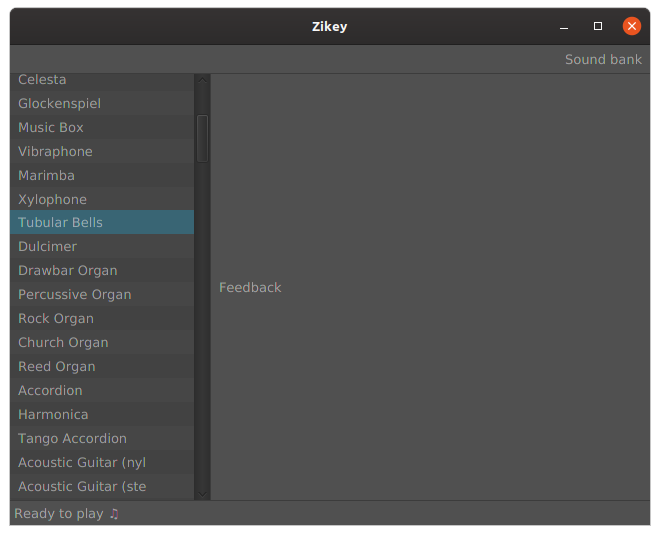 Zikey
Sound bank
Celesta
Glockenspiel
Music Box
Vibraphone
Marimba
Xylophone
Tubular Bells
Dulcimer
Drawbar Organ
Percussive Organ
Rock Organ
Church Organ
Reed Organ
Accordion
Harmonica
Tango Accordion
Acoustic Guitar (nyl
Acoustic Guitar (ste
Feedback
Ready to play ♫